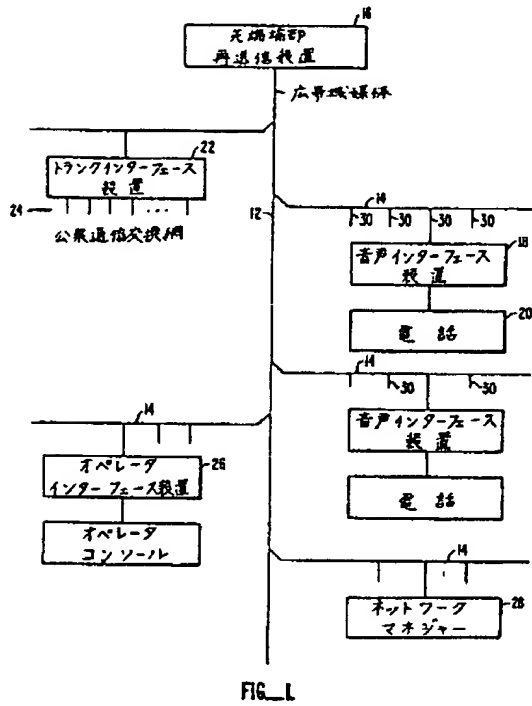 16
先端端部
再送信装置
広帯域媒体
22
トランクインターフェース
装置
24
公衆通信交換網
12
14
30 30 30 30
18
音声インターフェース
装置
20
電話
14
30 30
音声インターフェース
装置
電話
14
26
オペレータ
インターフェース装置
オペレータ
コンソール
14
28
ネットワーク
マネジャー
FIG_1.